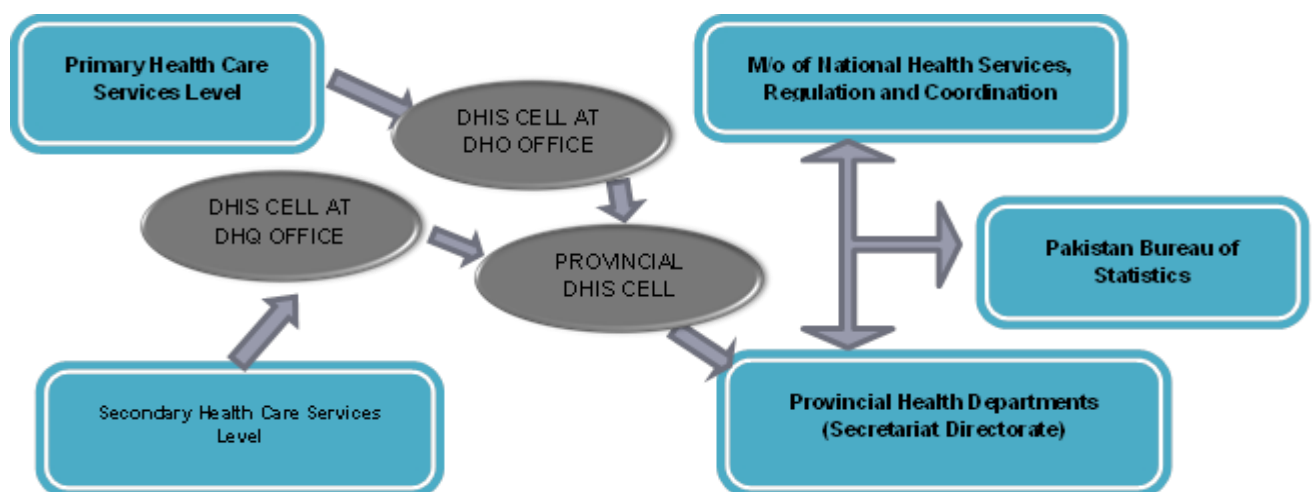 Primary Health Care
Services Level
M/o of National Health Services,
Regulation and Coordination
DHIS CELL AT
DHO OFFICE
DHIS CELL AT
DHQ OFFICE
PROVINCIAL
DHIS CELL
Pakistan Bureau of
Statistics
Secondary Health Care Services
Level
Provincial Health Departments
(Secretariat Directorate)